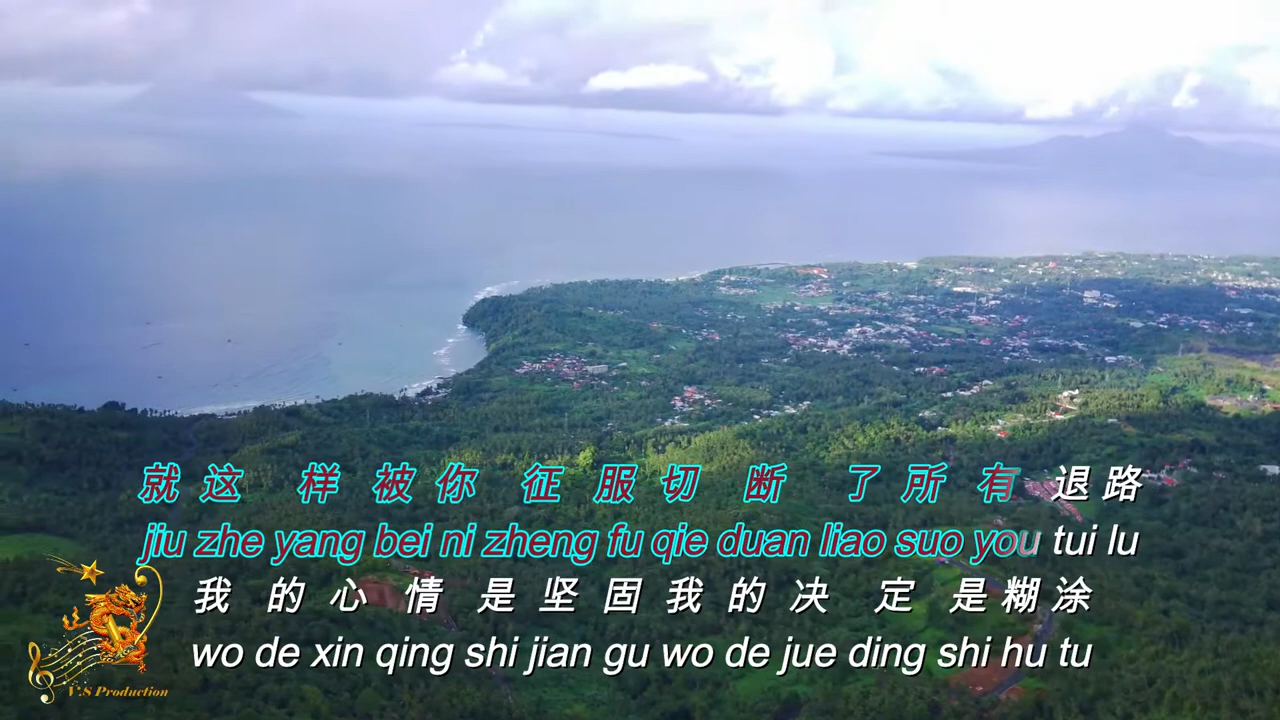 就这样被你征服切断了所有退路
jiu zhe yang bei ni zheng fu qie duan liao suo you tui lu
我的心情是坚固我的决定是糊涂
wo de xin qing shi jian gu wo de jue ding shi hu tu
V.S Production